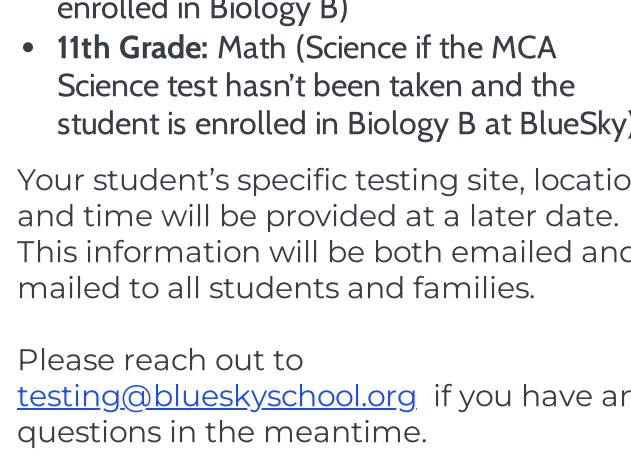 enrolled in Biology B)
• 11th Grade: Math (Science if the MCA
Science test hasn't been taken and the
student is enrolled in Biology B at BlueSky)
Your student's specific testing site, locatio
and time will be provided at a later date.
This information will be both emailed and
mailed to all students and families.
Please reach out to
testing@blueskyschool.org if you have an
questions in the meantime.